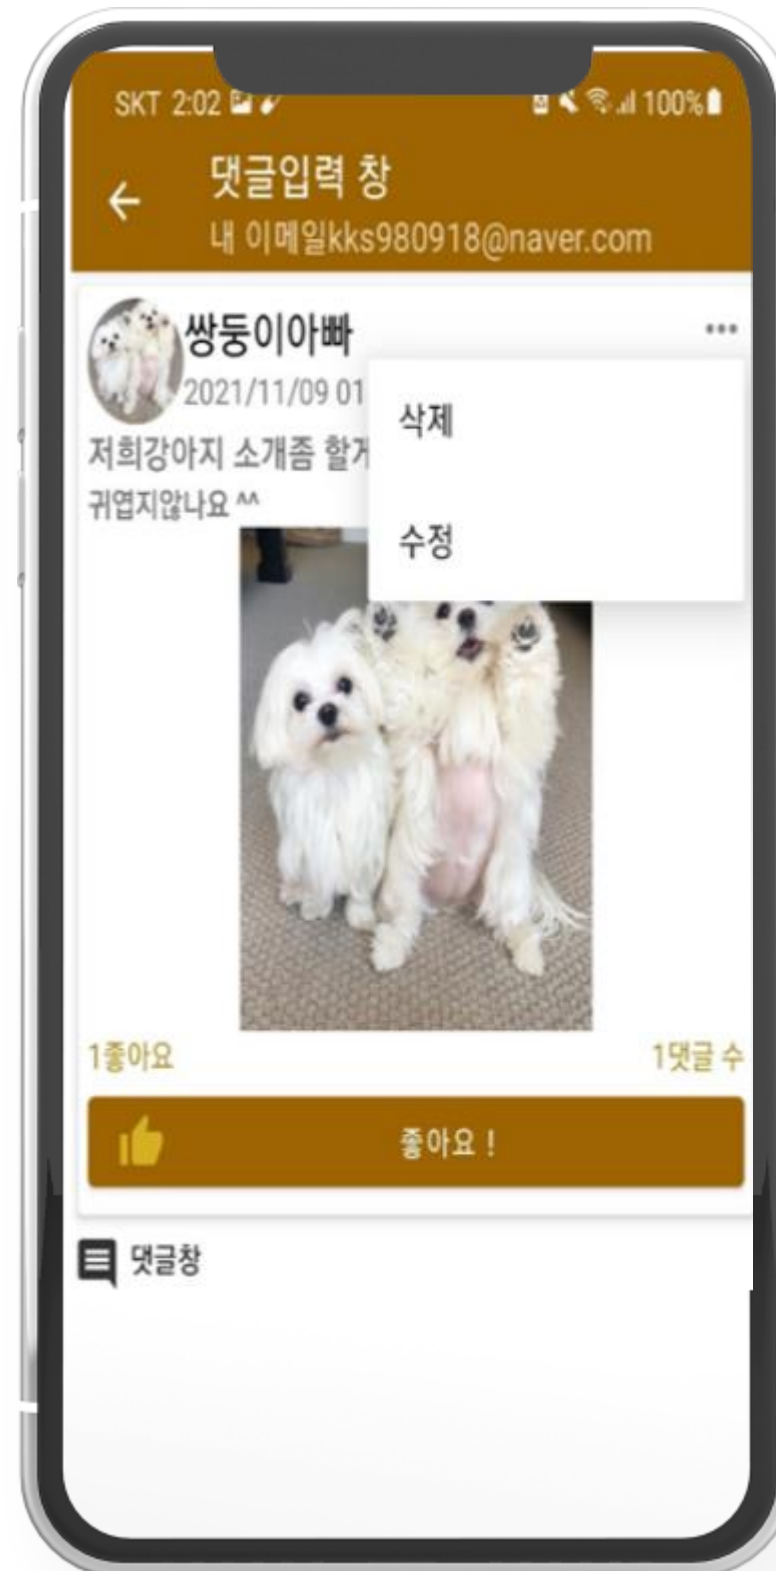 SKT 2:02 100%
댓글입력 창
내 이메일kks980918@naver.com
쌍둥이아빠
2021/11/09 01
삭제
저희강아지 소개좀 할게
귀엽지않나요 ^^
수정
1좋아요 1댓글 수
좋아요 !
댓글창